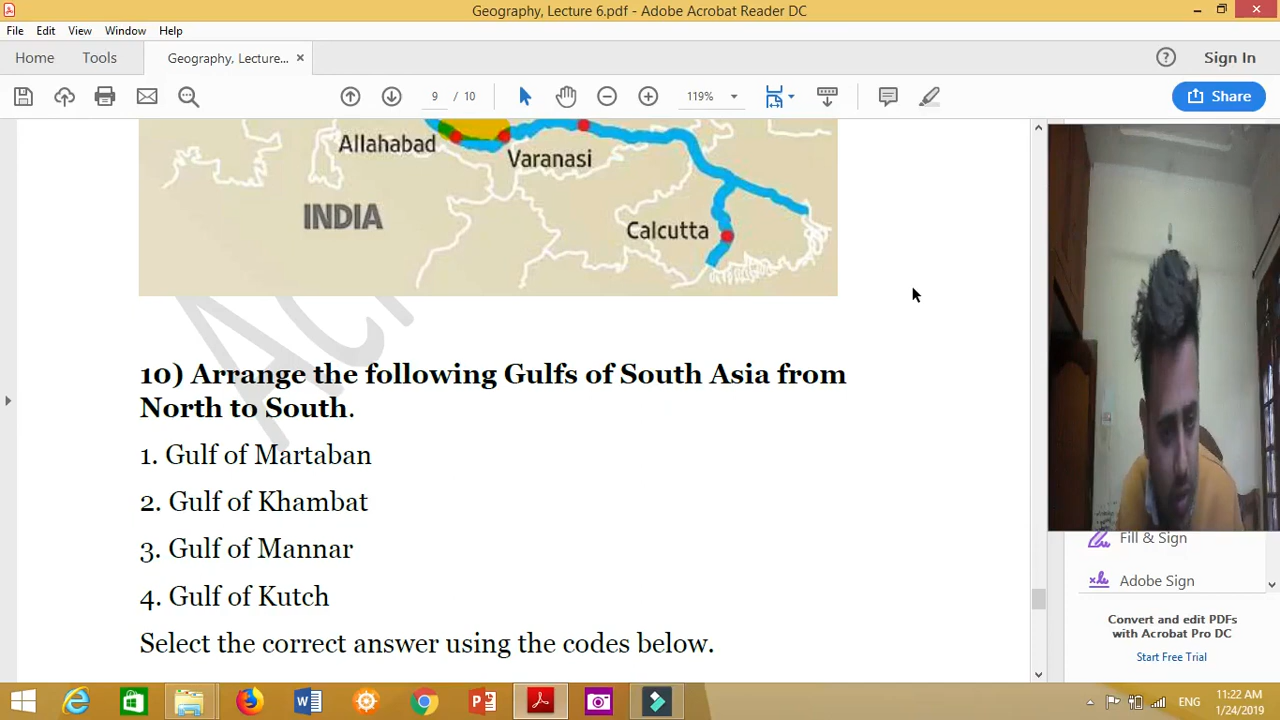 Geography, Lecture 6.pdf - Adobe Acrobat Reader DC
File Edit View Window Help
Home Tools Geography, Lecture... ×
? Sign In
9 / 10 119% Share
Allahabad
Varanasi
INDIA
Calcutta
Ac
10) Arrange the following Gulfs of South Asia from
North to South.
1. Gulf of Martaban
2. Gulf of Khambat
3. Gulf of Mannar
4. Gulf of Kutch
Select the correct answer using the codes below.
Fill & Sign
Adobe Sign
Convert and edit PDFs
with Acrobat Pro DC
Start Free Trial
ENG
11:22 AM
1/24/2019